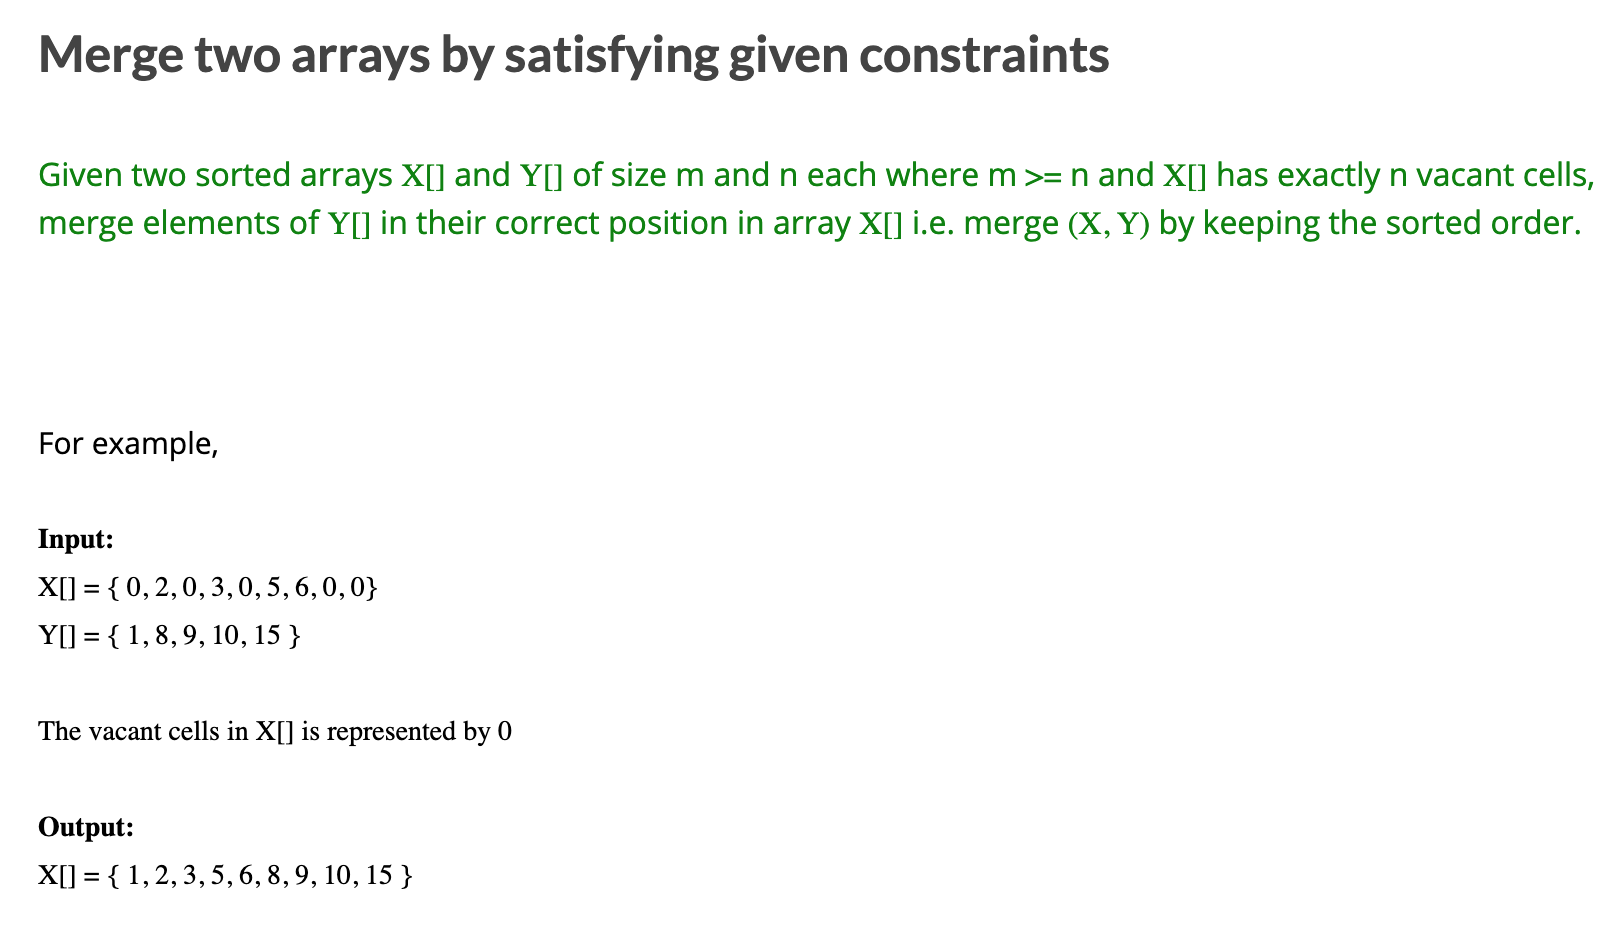 Merge two arrays by satisfying given constraints
Given two sorted arrays X[] and Y[] of size m and n each where m >= n and X[] has exactly n vacant cells,
merge elements of Y[] in their correct position in array X[] i.e. merge (X, Y) by keeping the sorted order.
For example,
Input:
X[] = { 0, 2, 0, 3, 0, 5, 6, 0, 0}
Y[] = { 1, 8, 9, 10, 15 }
The vacant cells in X[] is represented by 0
Output:
X[] = { 1, 2, 3, 5, 6, 8, 9, 10, 15 }